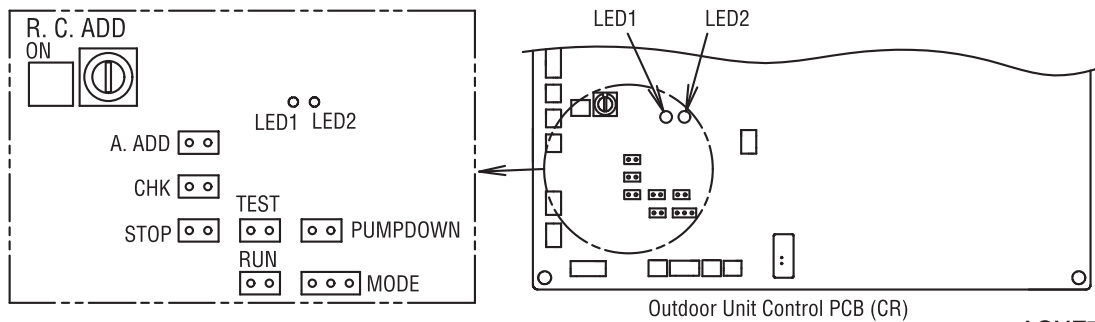 R. C. ADD
ON
LED1 LED2
A. ADD
CHK
STOP
TEST
PUMPDOWN
RUN
MODE
LED1 LED2
Outdoor Unit Control PCB (CR)